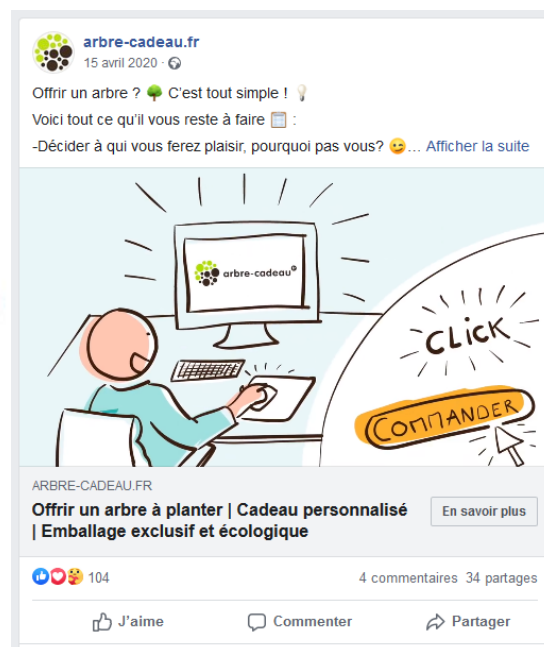 arbre-cadeau.fr
15 avril 2020 ·
Offrir un arbre ? 🌳 C'est tout simple ! 💡
Voici tout ce qu'il vous reste à faire 📋 :
-Décider à qui vous ferez plaisir, pourquoi pas vous? 😉... Afficher la suite
arbre-cadeau
CLICK
COMMANDER
ARBRE-CADEAU.FR
Offrir un arbre à planter | Cadeau personnalisé
| Emballage exclusif et écologique
En savoir plus
104
4 commentaires 34 partages
J'aime
Commenter
Partager